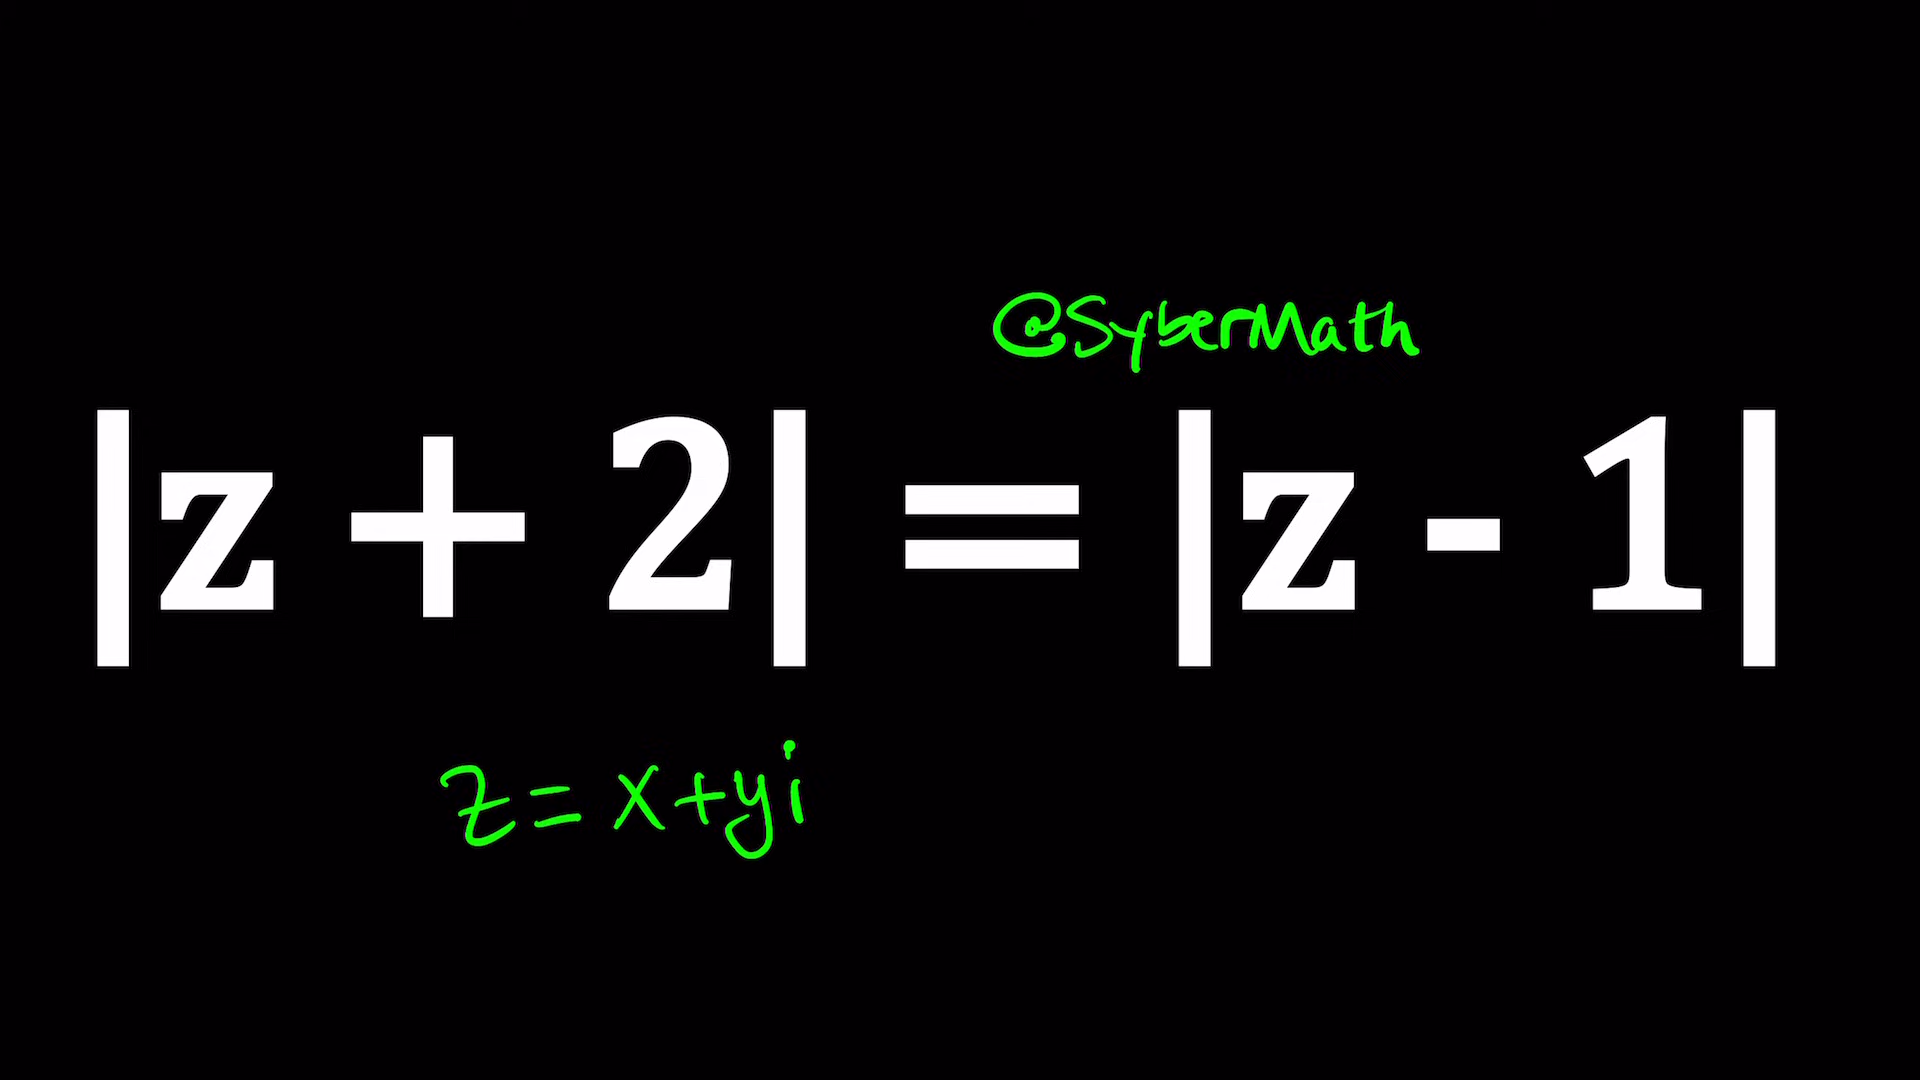 @SyberMath
|z + 2| = |z - 1|
z = x+yi